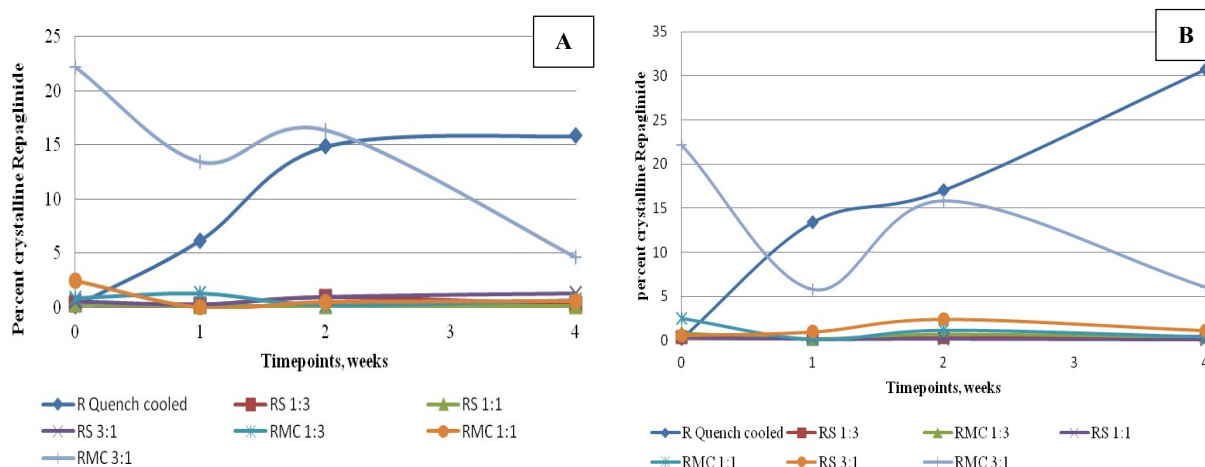 A
Percent crystalline Repaglinide
25
20
15
10
5
0
0 1 2 3 4
Timepoints, weeks
R Quench cooled RS 1:3 RS 1:1
RS 3:1 RMC 1:3 RMC 1:1
RMC 3:1
B
percent crystalline Repaglinide
35
30
25
20
15
10
5
0
0 1 2 3 4
Timepoints, weeks
R Quench cooled RS 1:3 RMC 1:3 RS 1:1
RMC 1:1 RS 3:1 RMC 3:1